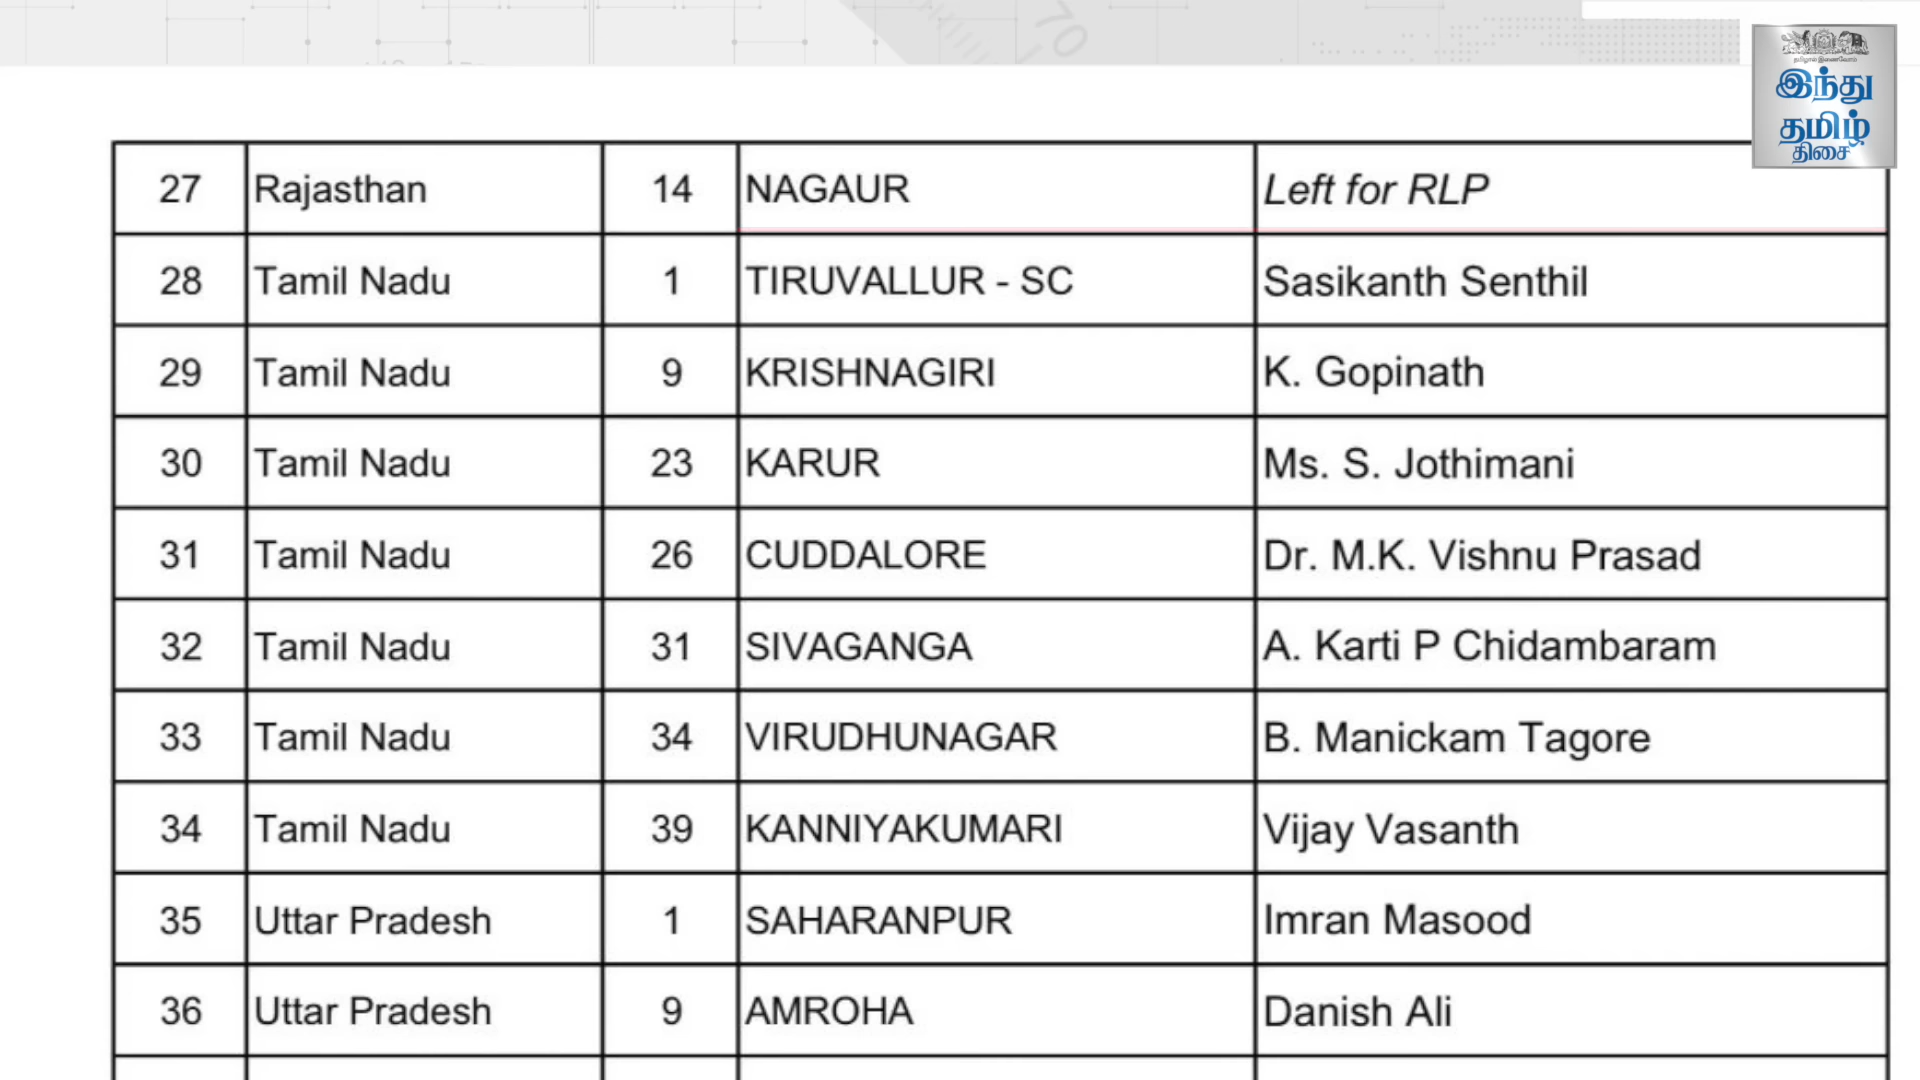 70
தமிழால் இணைவோம்
இந்து
தமிழ்
திசை
27 Rajasthan 14 NAGAUR Left for RLP
28 Tamil Nadu 1 TIRUVALLUR - SC Sasikanth Senthil
29 Tamil Nadu 9 KRISHNAGIRI K. Gopinath
30 Tamil Nadu 23 KARUR Ms. S. Jothimani
31 Tamil Nadu 26 CUDDALORE Dr. M.K. Vishnu Prasad
32 Tamil Nadu 31 SIVAGANGA A. Karti P Chidambaram
33 Tamil Nadu 34 VIRUDHUNAGAR B. Manickam Tagore
34 Tamil Nadu 39 KANNIYAKUMARI Vijay Vasanth
35 Uttar Pradesh 1 SAHARANPUR Imran Masood
36 Uttar Pradesh 9 AMROHA Danish Ali